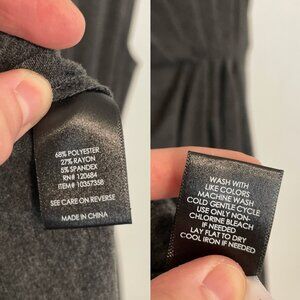 68% POLYESTER
27% RAYON
5% SPANDEX
RN# 120684
ITEM# 10357358
SEE CARE ON REVERSE
MADE IN CHINA
WASH WITH
LIKE COLORS
MACHINE WASH
COLD GENTLE CYCLE
USE ONLY NON-
CHLORINE BLEACH
IF NEEDED
LAY FLAT TO DRY
COOL IRON IF NEEDED